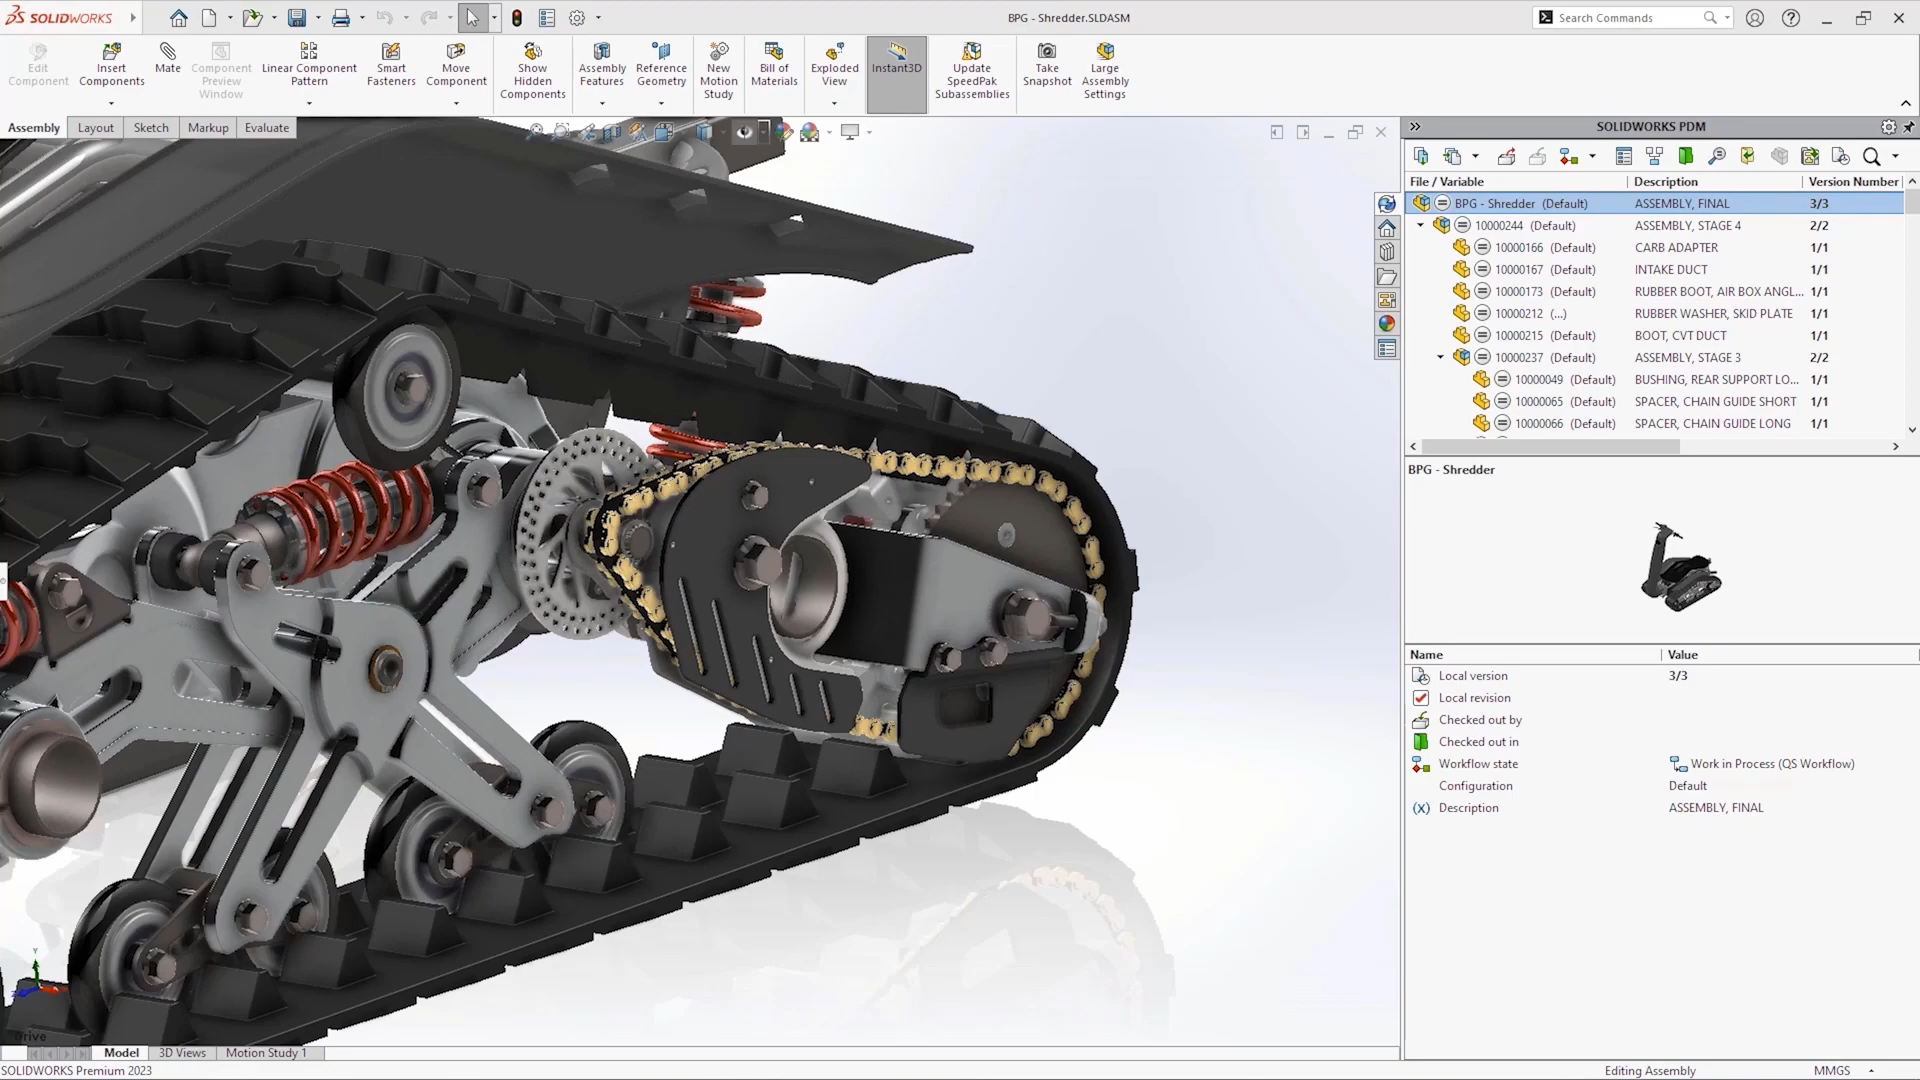 SOLIDWORKS
BPG - Shredder.SLDASM
Search Commands
Edit Component
Insert Components
Mate
Component Preview Window
Linear Component Pattern
Smart Fasteners
Move Component
Show Hidden Components
Assembly Features
Reference Geometry
New Motion Study
Bill of Materials
Exploded View
Instant3D
Update SpeedPak Subassemblies
Take Snapshot
Large Assembly Settings
Assembly Layout Sketch Markup Evaluate
SOLIDWORKS PDM
File / Variable Description Version Number
BPG - Shredder (Default) ASSEMBLY, FINAL 3/3
10000244 (Default) ASSEMBLY, STAGE 4 2/2
10000166 (Default) CARB ADAPTER 1/1
10000167 (Default) INTAKE DUCT 1/1
10000173 (Default) RUBBER BOOT, AIR BOX ANGL... 1/1
10000212 (...) RUBBER WASHER, SKID PLATE 1/1
10000215 (Default) BOOT, CVT DUCT 1/1
10000237 (Default) ASSEMBLY, STAGE 3 2/2
10000049 (Default) BUSHING, REAR SUPPORT LO... 1/1
10000065 (Default) SPACER, CHAIN GUIDE SHORT 1/1
10000066 (Default) SPACER, CHAIN GUIDE LONG 1/1
BPG - Shredder
Name Value
Local version 3/3
Local revision
Checked out by
Checked out in
Workflow state Work in Process (QS Workflow)
Configuration Default
(x) Description ASSEMBLY, FINAL
Model 3D Views Motion Study 1
SOLIDWORKS Premium 2023
Editing Assembly
MMGS